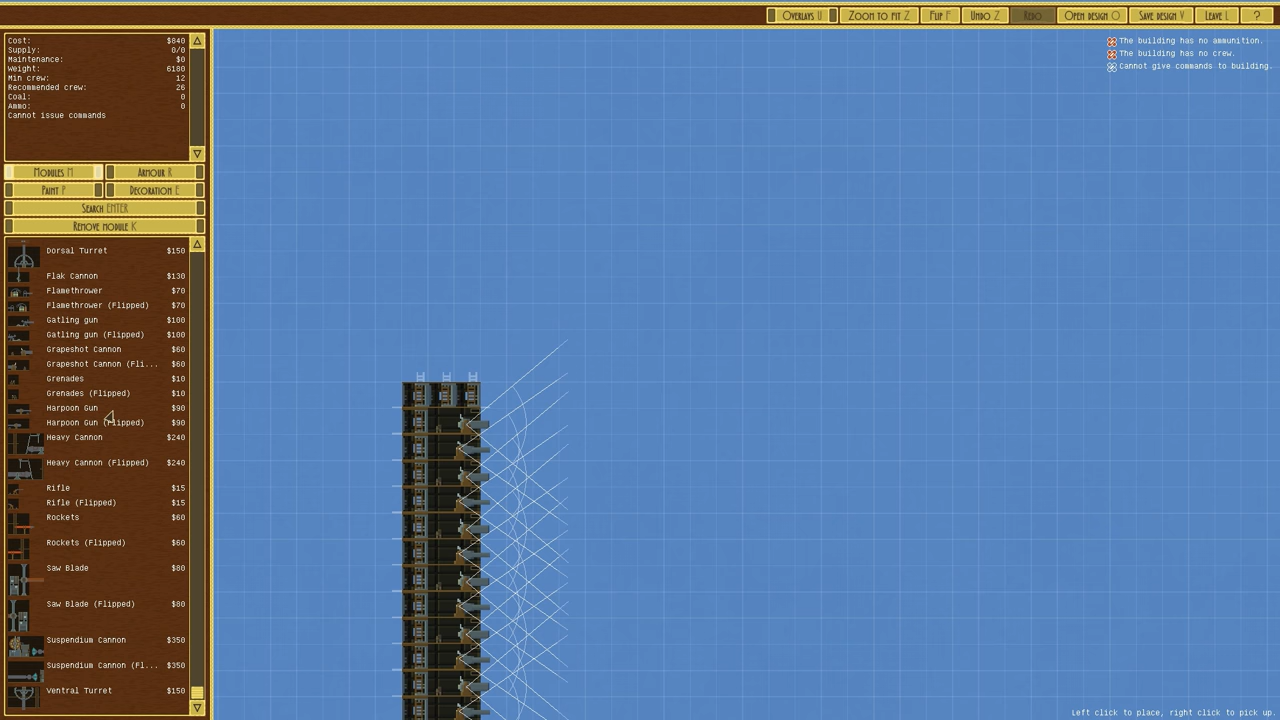 OVERLAYS U ZOOM TO FIT Z FLIP F UNDO Z REDO OPEN DESIGN O SAVE DESIGN V LEAVE L ?
Cost: $840
Supply: 0/0
Maintenance: $0
Weight: 6180
Min crew: 12
Recommended crew: 26
Coal: 0
Ammo: 0
Cannot issue commands
The building has no ammunition.
The building has no crew.
Cannot give commands to building.
MODULES M ARMOUR R
PAINT P DECORATION E
SEARCH ENTER
REMOVE MODULE K
Dorsal Turret $150
Flak Cannon $130
Flamethrower $70
Flamethrower (Flipped) $70
Gatling gun $100
Gatling gun (Flipped) $100
Grapeshot Cannon $60
Grapeshot Cannon (Fli... $60
Grenades $10
Grenades (Flipped) $10
Harpoon Gun $90
Harpoon Gun (Flipped) $90
Heavy Cannon $240
Heavy Cannon (Flipped) $240
Rifle $15
Rifle (Flipped) $15
Rockets $60
Rockets (Flipped) $60
Saw Blade $80
Saw Blade (Flipped) $80
Suspendium Cannon $350
Suspendium Cannon (Fl... $350
Ventral Turret $150
Left click to place, right click to pick up.